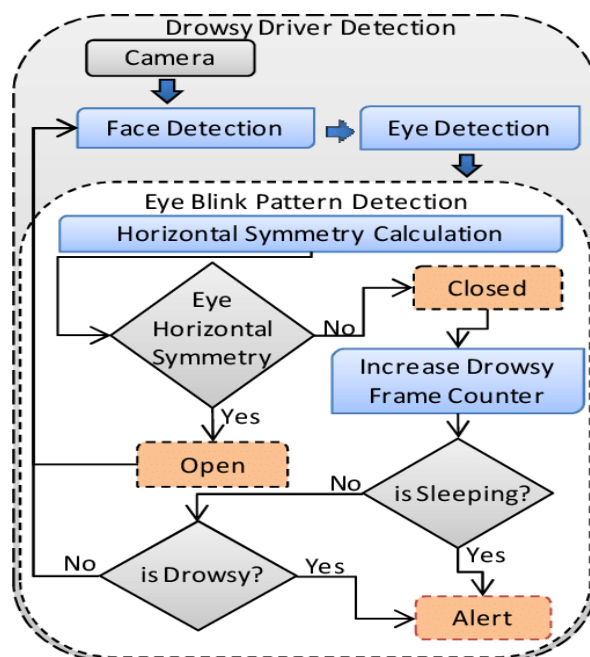 Drowsy Driver Detection
Camera
Face Detection
Eye Detection
Eye Blink Pattern Detection
Horizontal Symmetry Calculation
Eye
Horizontal
Symmetry
No
Closed
Increase Drowsy
Frame Counter
Yes
Open
No
is Sleeping?
Yes
No
is Drowsy?
Yes
Alert